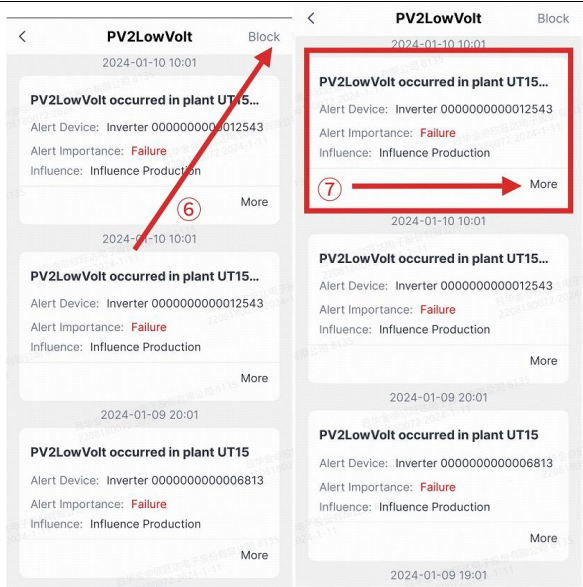 PV2LowVolt
Block
2024-01-10 10:01
PV2LowVolt occurred in plant UT15...
Alert Device: Inverter 0000000000012543
Alert Importance: Failure
Influence: Influence Production
⑥
More
2024-01-10 10:01
PV2LowVolt occurred in plant UT15...
Alert Device: Inverter 0000000000012543
Alert Importance: Failure
Influence: Influence Production
More
2024-01-09 20:01
PV2LowVolt occurred in plant UT15
Alert Device: Inverter 0000000000006813
Alert Importance: Failure
Influence: Influence Production
More
PV2LowVolt
Block
2024-01-10 10:01
PV2LowVolt occurred in plant UT15...
Alert Device: Inverter 0000000000012543
Alert Importance: Failure
Influence: Influence Production
⑦
More
2024-01-10 10:01
PV2LowVolt occurred in plant UT15...
Alert Device: Inverter 0000000000012543
Alert Importance: Failure
Influence: Influence Production
More
2024-01-09 20:01
PV2LowVolt occurred in plant UT15
Alert Device: Inverter 0000000000006813
Alert Importance: Failure
Influence: Influence Production
More
2024-01-09 19:01